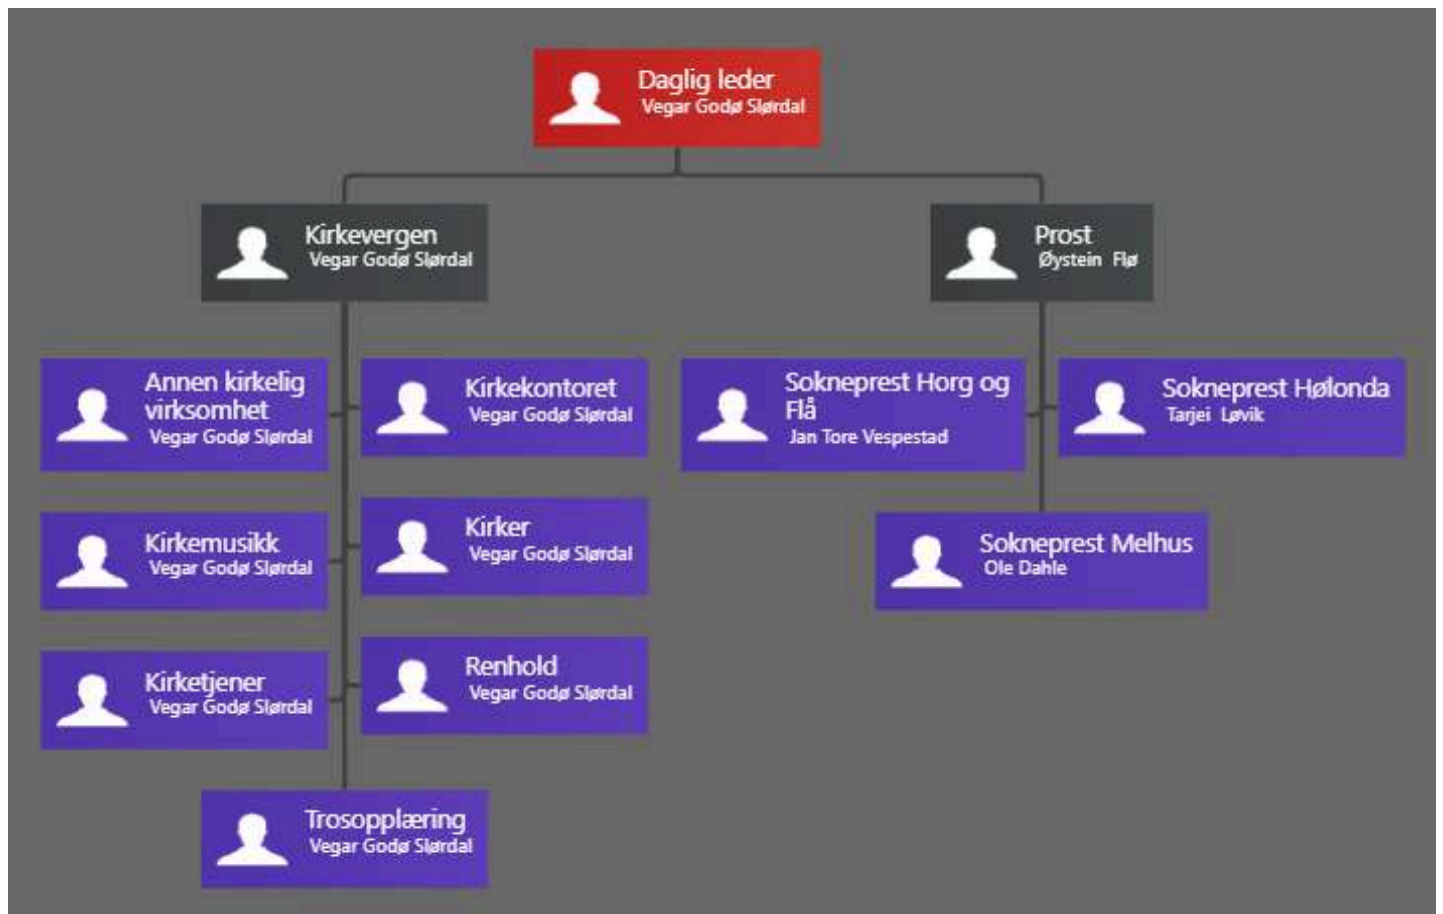 Daglig leder
Vegar Godø Slørdal
Kirkevergen
Vegar Godø Slørdal
Prost
Øystein Flø
Annen kirkelig
virksomhet
Vegar Godø Slørdal
Kirkekontoret
Vegar Godø Slørdal
Sokneprest Horg og
Flå
Jan Tore Vespestad
Sokneprest Hølonda
Tarjei Løvik
Kirkemusikk
Vegar Godø Slørdal
Kirker
Vegar Godø Slørdal
Sokneprest Melhus
Ole Dahle
Kirketjener
Vegar Godø Slørdal
Renhold
Vegar Godø Slørdal
Trosopplæring
Vegar Godø Slørdal